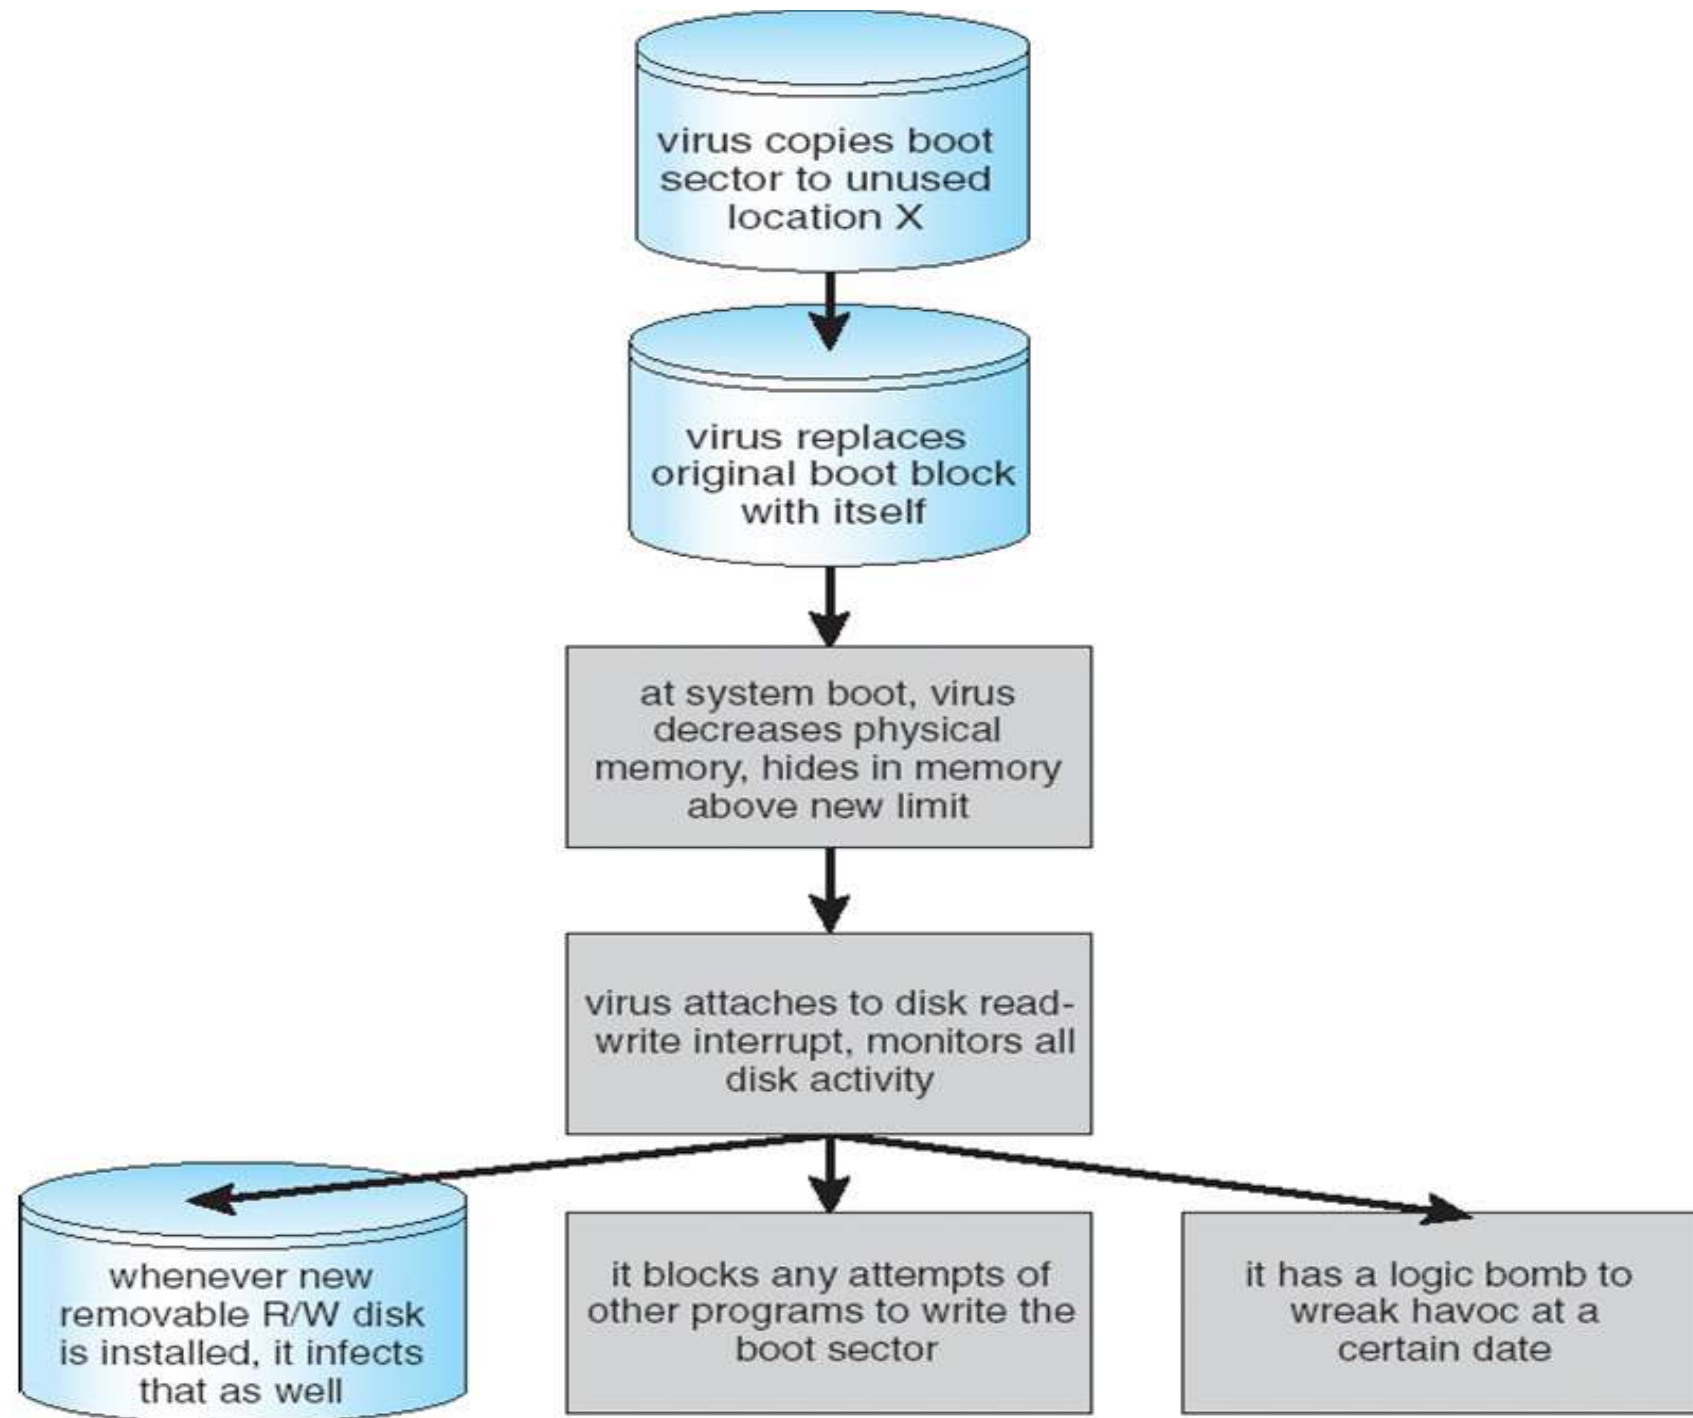 virus copies boot
sector to unused
location X
virus replaces
original boot block
with itself
at system boot, virus
decreases physical
memory, hides in memory
above new limit
virus attaches to disk read-
write interrupt, monitors all
disk activity
whenever new
removable R/W disk
is installed, it infects
that as well
it blocks any attempts of
other programs to write the
boot sector
it has a logic bomb to
wreak havoc at a
certain date